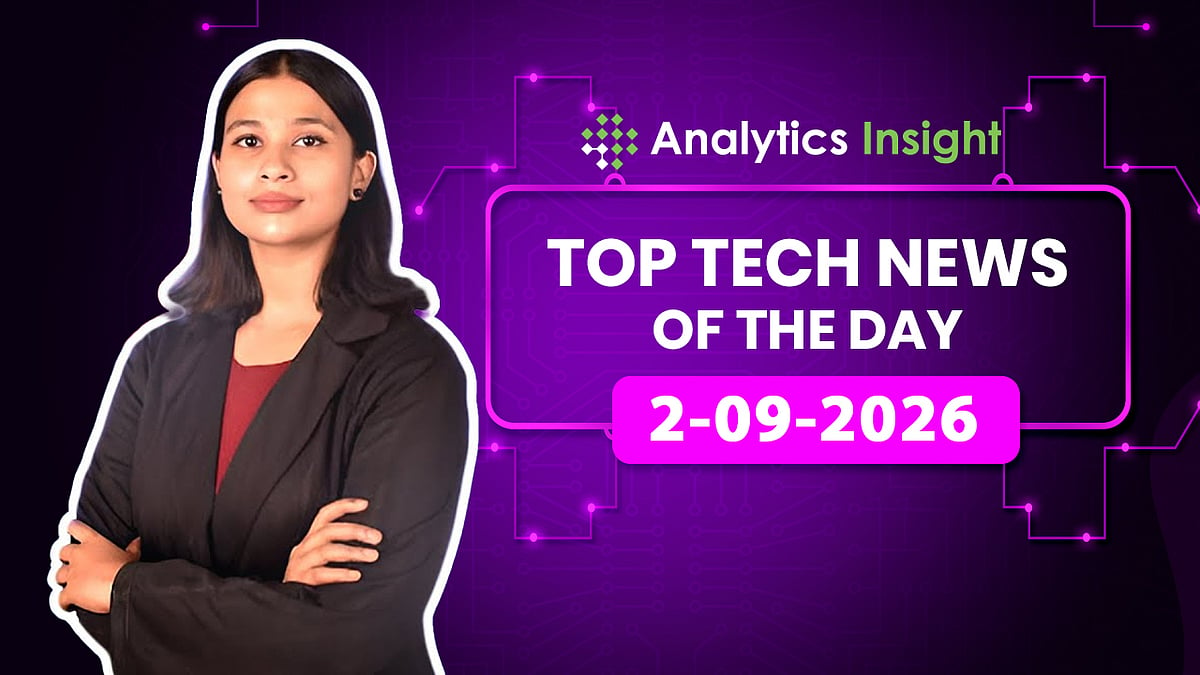 Analytics Insight
TOP TECH NEWS
OF THE DAY
2-09-2026